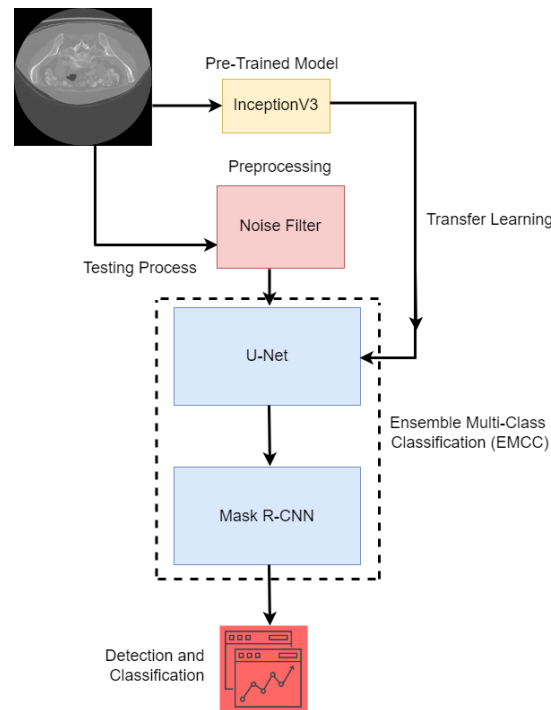 Pre-Trained Model
InceptionV3
Preprocessing
Noise Filter
Transfer Learning
Testing Process
U-Net
Ensemble Multi-Class
Classification (EMCC)
Mask R-CNN
Detection and
Classification